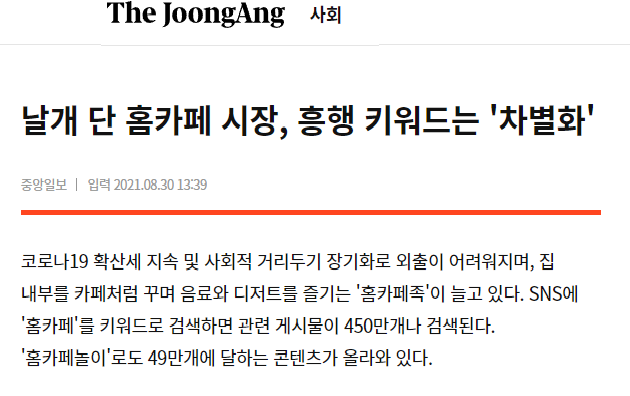 The JoongAng 사회
날개 단 홈카페 시장, 흥행 키워드는 '차별화'
중앙일보 | 입력 2021.08.30 13:39
코로나19 확산세 지속 및 사회적 거리두기 장기화로 외출이 어려워지며, 집
내부를 카페처럼 꾸며 음료와 디저트를 즐기는 '홈카페족'이 늘고 있다. SNS에
'홈카페'를 키워드로 검색하면 관련 게시물이 450만개나 검색된다.
'홈카페놀이'로도 49만개에 달하는 콘텐츠가 올라와 있다.